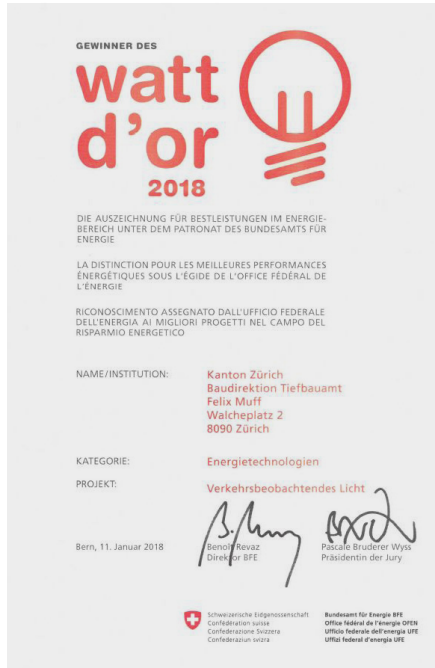 GEWINNER DES
watt
d'or
2018
DIE AUSZEICHNUNG FÜR BESTLEISTUNGEN IM ENERGIE-
BEREICH UNTER DEM PATRONAT DES BUNDESAMTS FÜR
ENERGIE
LA DISTINCTION POUR LES MEILLEURES PERFORMANCES
ÉNERGÉTIQUES SOUS L'ÉGIDE DE L'OFFICE FÉDÉRAL DE
L'ÉNERGIE
RICONOSCIMENTO ASSEGNATO DALL'UFFICIO FEDERALE
DELL'ENERGIA AI MIGLIORI PROGETTI NEL CAMPO DEL
RISPARMIO ENERGETICO
NAME/INSTITUTION: Kanton Zürich
Baudirektion Tiefbauamt
Felix Muff
Walcheplatz 2
8090 Zürich
KATEGORIE: Energietechnologien
PROJEKT: Verkehrsbeobachtendes Licht
Bern, 11. Januar 2018
Benoît Revaz
Direktor BFE
Pascale Bruderer Wyss
Präsidentin der Jury
Schweizerische Eidgenossenschaft
Confédération suisse
Confederazione Svizzera
Confederaziun svizra
Bundesamt für Energie BFE
Office fédéral de l'énergie OFEN
Ufficio federale dell'energia UFE
Uffizi federal d'energia UFE